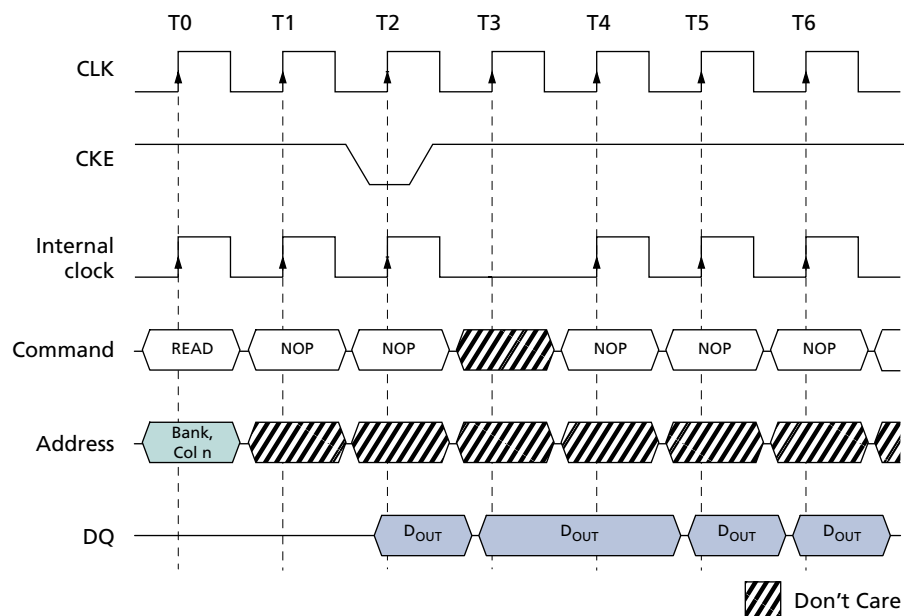 T0 T1 T2 T3 T4 T5 T6
CLK
CKE
Internal
clock
Command READ NOP NOP NOP NOP NOP
Address Bank,
Col n
DQ DOUT DOUT DOUT DOUT
Don't Care